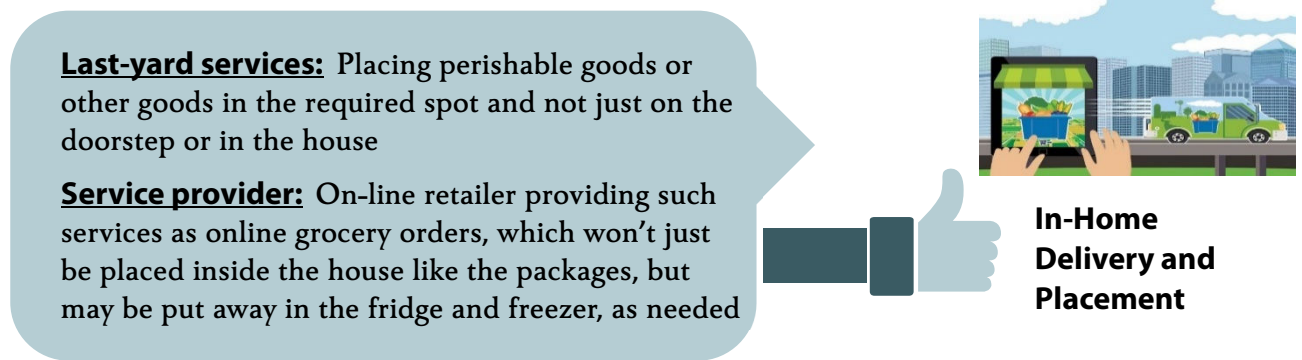 Last-yard services: Placing perishable goods or
other goods in the required spot and not just on the
doorstep or in the house
Service provider: On-line retailer providing such
services as online grocery orders, which won’t just
be placed inside the house like the packages, but
may be put away in the fridge and freezer, as needed
In-Home
Delivery and
Placement